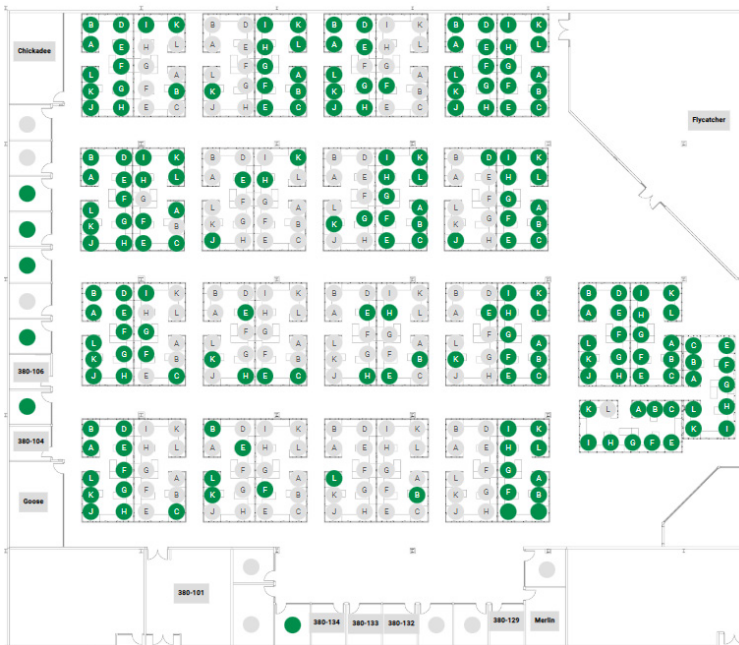 B D I K B D I K B D I K B D I K
Chickadee
A E H L A E H L A E H L A E H L
F G F G F G F G
L A L A L A L A
K G F B K G F B K G F B K G F B
J H E C J H E C J H E C J H E C
Flycatcher
B D I K B D I K B D I K B D I K
A E H L A E H L A E H L A E H L
F G F G F G F G
L A L A L A L A
K G F B K G F B K G F B K G F B
J H E C J H E C J H E C J H E C
B D I K B D I K B D I K B D I K B D I K
A E H L A E H L A E H L A E H L A E H L
F G F G F G F G F G
L A L A L A L A L A
K G F B K G F B K G F B K G F B K G F B
J H E C J H E C J H E C J H E C J H E C
C E
B F
A G
L H
K I
380-106
K L A B C
I H G F E
B D I K B D I K B D I K B D I K
380-104
A E H L A E H L A E H L A E H L
F G F G F G F G
L A L A L A L A
K G F B K G F B K G F B K G F B
J H E C J H E C J H E C J H
Goose
380-101
380-134 380-133 380-132 380-129 Merlin